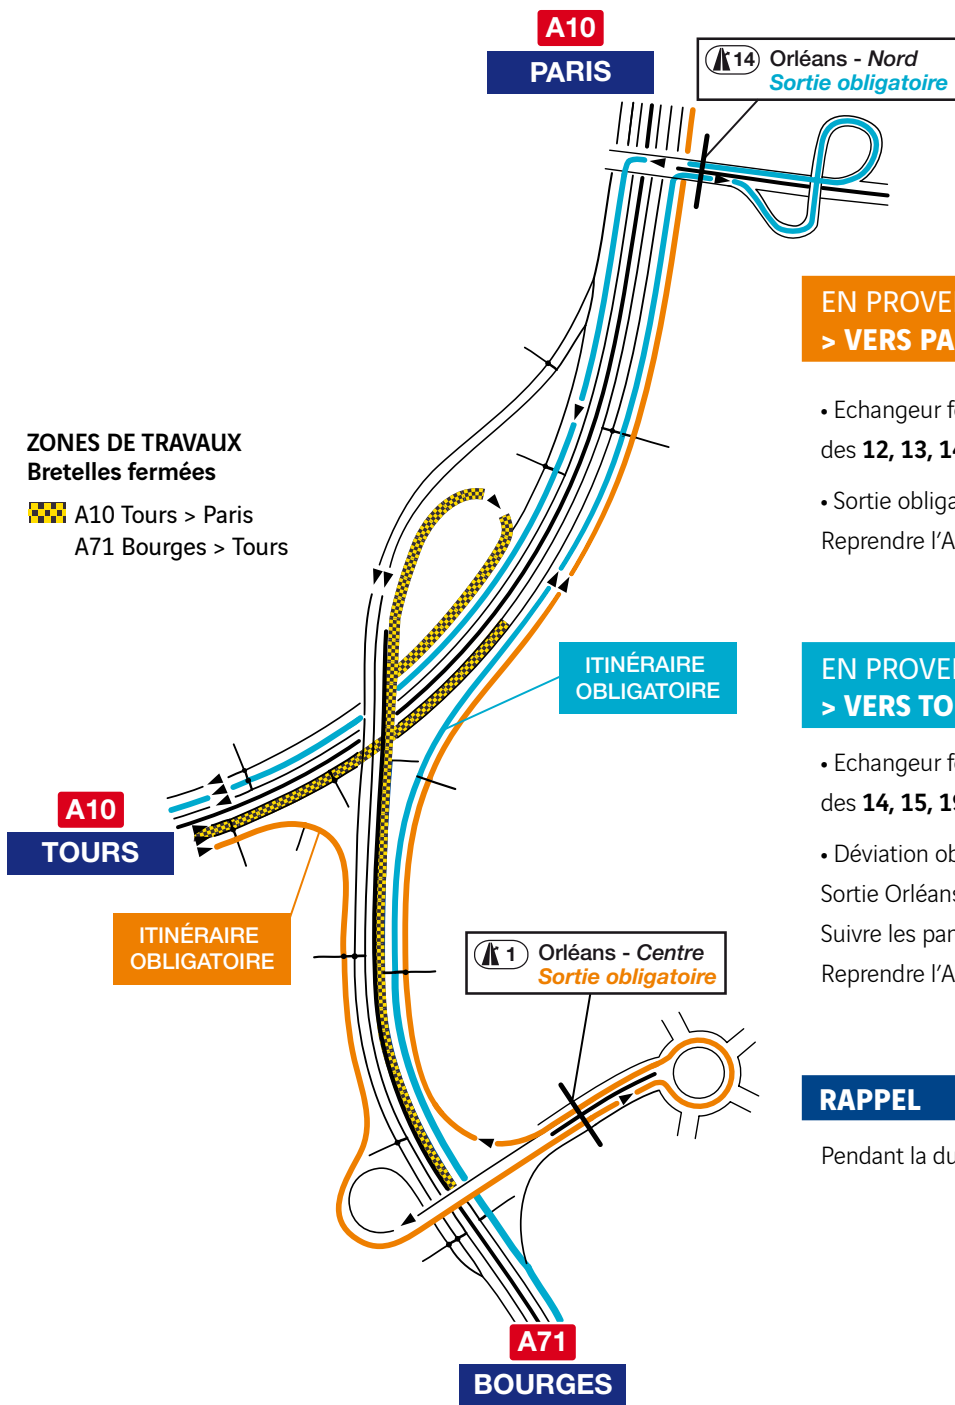 A10
PARIS
14 Orléans - Nord
Sortie obligatoire
ZONES DE TRAVAUX
Bretelles fermées
A10 Tours > Paris
A71 Bourges > Tours
ITINÉRAIRE
OBLIGATOIRE
A10
TOURS
ITINÉRAIRE
OBLIGATOIRE
1 Orléans - Centre
Sortie obligatoire
A71
BOURGES
EN PROVE
> VERS PA
• Echangeur f
des 12, 13, 14
• Sortie obliga
Reprendre l’A
EN PROVE
> VERS TO
• Echangeur f
des 14, 15, 19
• Déviation ob
Sortie Orléans
Suivre les pan
Reprendre l’A
RAPPEL
Pendant la du